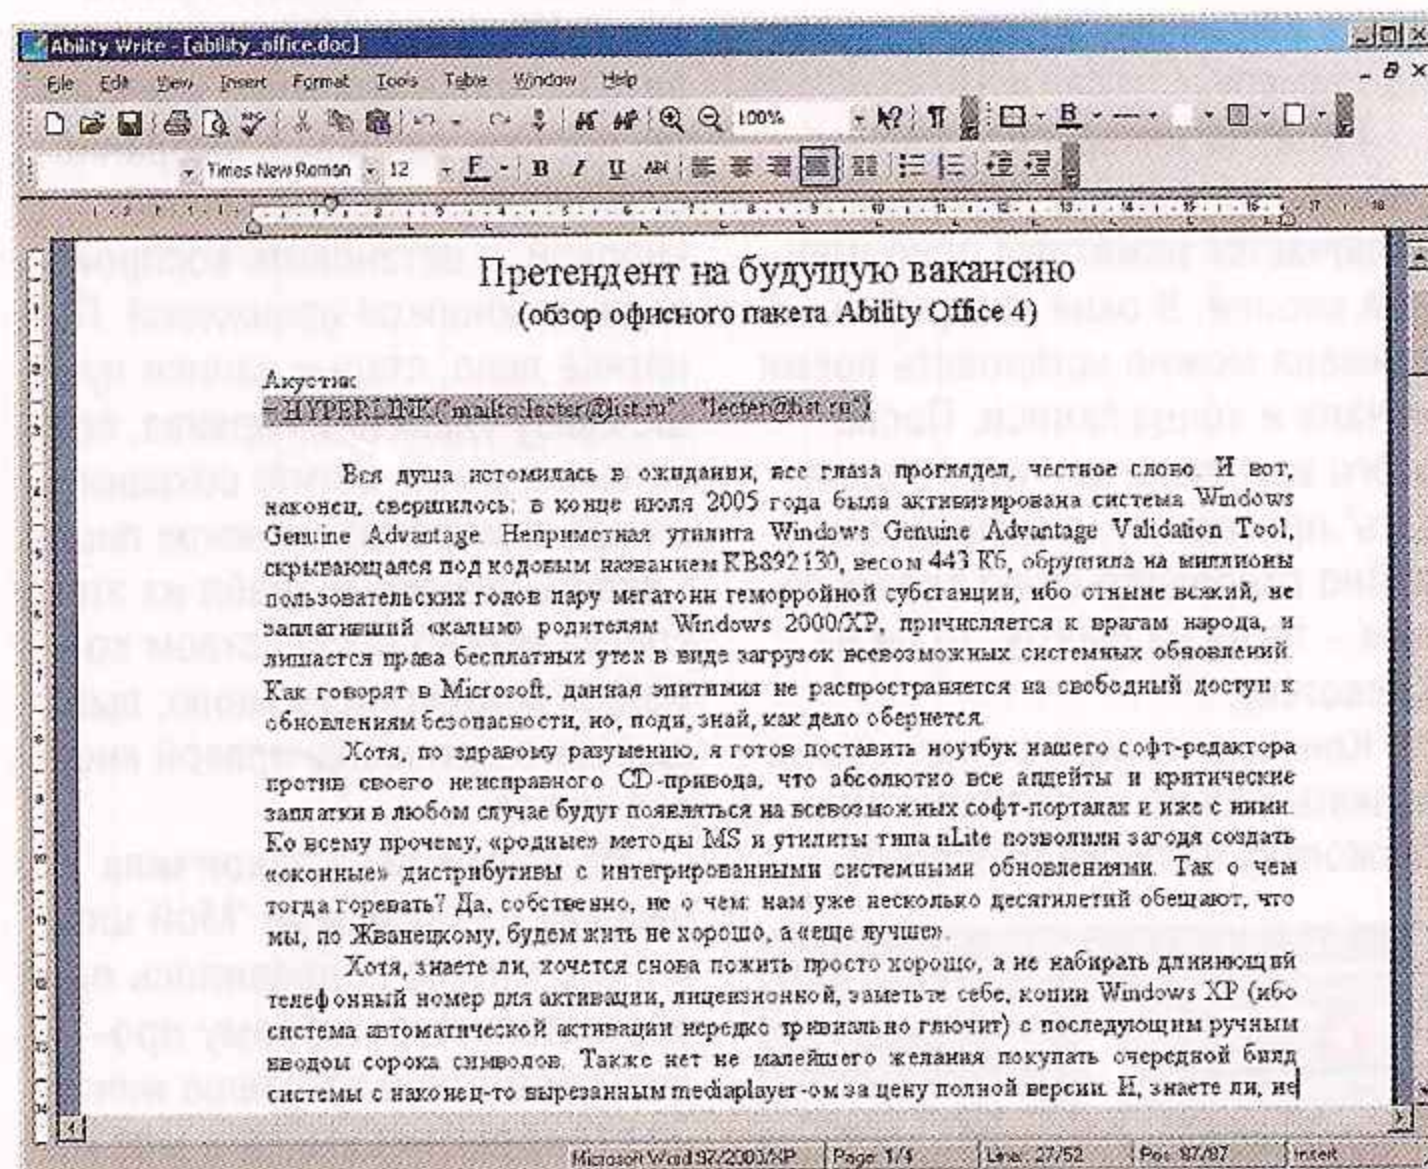 Ability Write - [ability_office.doc]
File Edit View Insert Format Tools Table Window Help
100%
Times New Roman 12
Претендент на будущую вакансию
(обзор офисного пакета Ability Office 4)
Акустик
= HYPERLINK ("mailto:lecter@list.ru" "lecter@list.ru")
Вся душа истомилась в ожидании, все глаза проглядел, честное слово. И вот,
наконец, свершилось: в конце июля 2005 года была активизирована система Windows
Genuine Advantage. Неприметная утилита Windows Genuine Advantage Validation Tool,
скрывающаяся под кодовым названием KB892130, весом 443 Кб, обрушила на миллионы
пользовательских голов пару мегатонн геморройной субстанции, ибо отныне всякий, не
заплативший «калым» родителям Windows 2000/XP, причисляется к врагам народа, и
лишается права бесплатных утех в виде загрузок всевозможных системных обновлений.
Как говорят в Microsoft, данная эпитимия не распространяется на свободный доступ к
обновлениям безопасности, но, поди, знай, как дело обернется.
Хотя, по здравому разумению, я готов поставить ноутбук нашего софт-редактора
против своего неисправного CD-привода, что абсолютно все апдейты и критические
заплатки в любом случае будут появляться на всевозможных софт-порталах и иже с ними.
Ко всему прочему, «родные» методы MS и утилиты типа nLite позволили загодя создать
«оконные» дистрибутивы с интегрированными системными обновлениями. Так о чем
тогда горевать? Да, собственно, не о чем: нам уже несколько десятилетий обещают, что
мы, по Жванецкому, будем жить не хорошо, а «еще лучше».
Хотя, знаете ли, хочется снова пожить просто хорошо, а не набирать длиннющий
телефонный номер для активации, лицензионной, заметьте себе, копии Windows XP (ибо
система автоматической активации нередко тривиально глючит) с последующим ручным
вводом сорока символов. Также нет не малейшего желания покупать очередной билд
системы с наконец-то вырезанным mediaplayer-ом за цену полной версии. И, знаете ли, не
Microsoft Word 97/2000/XP Page: 1/4 Line: 27/52 Pos: 87/87 Insert